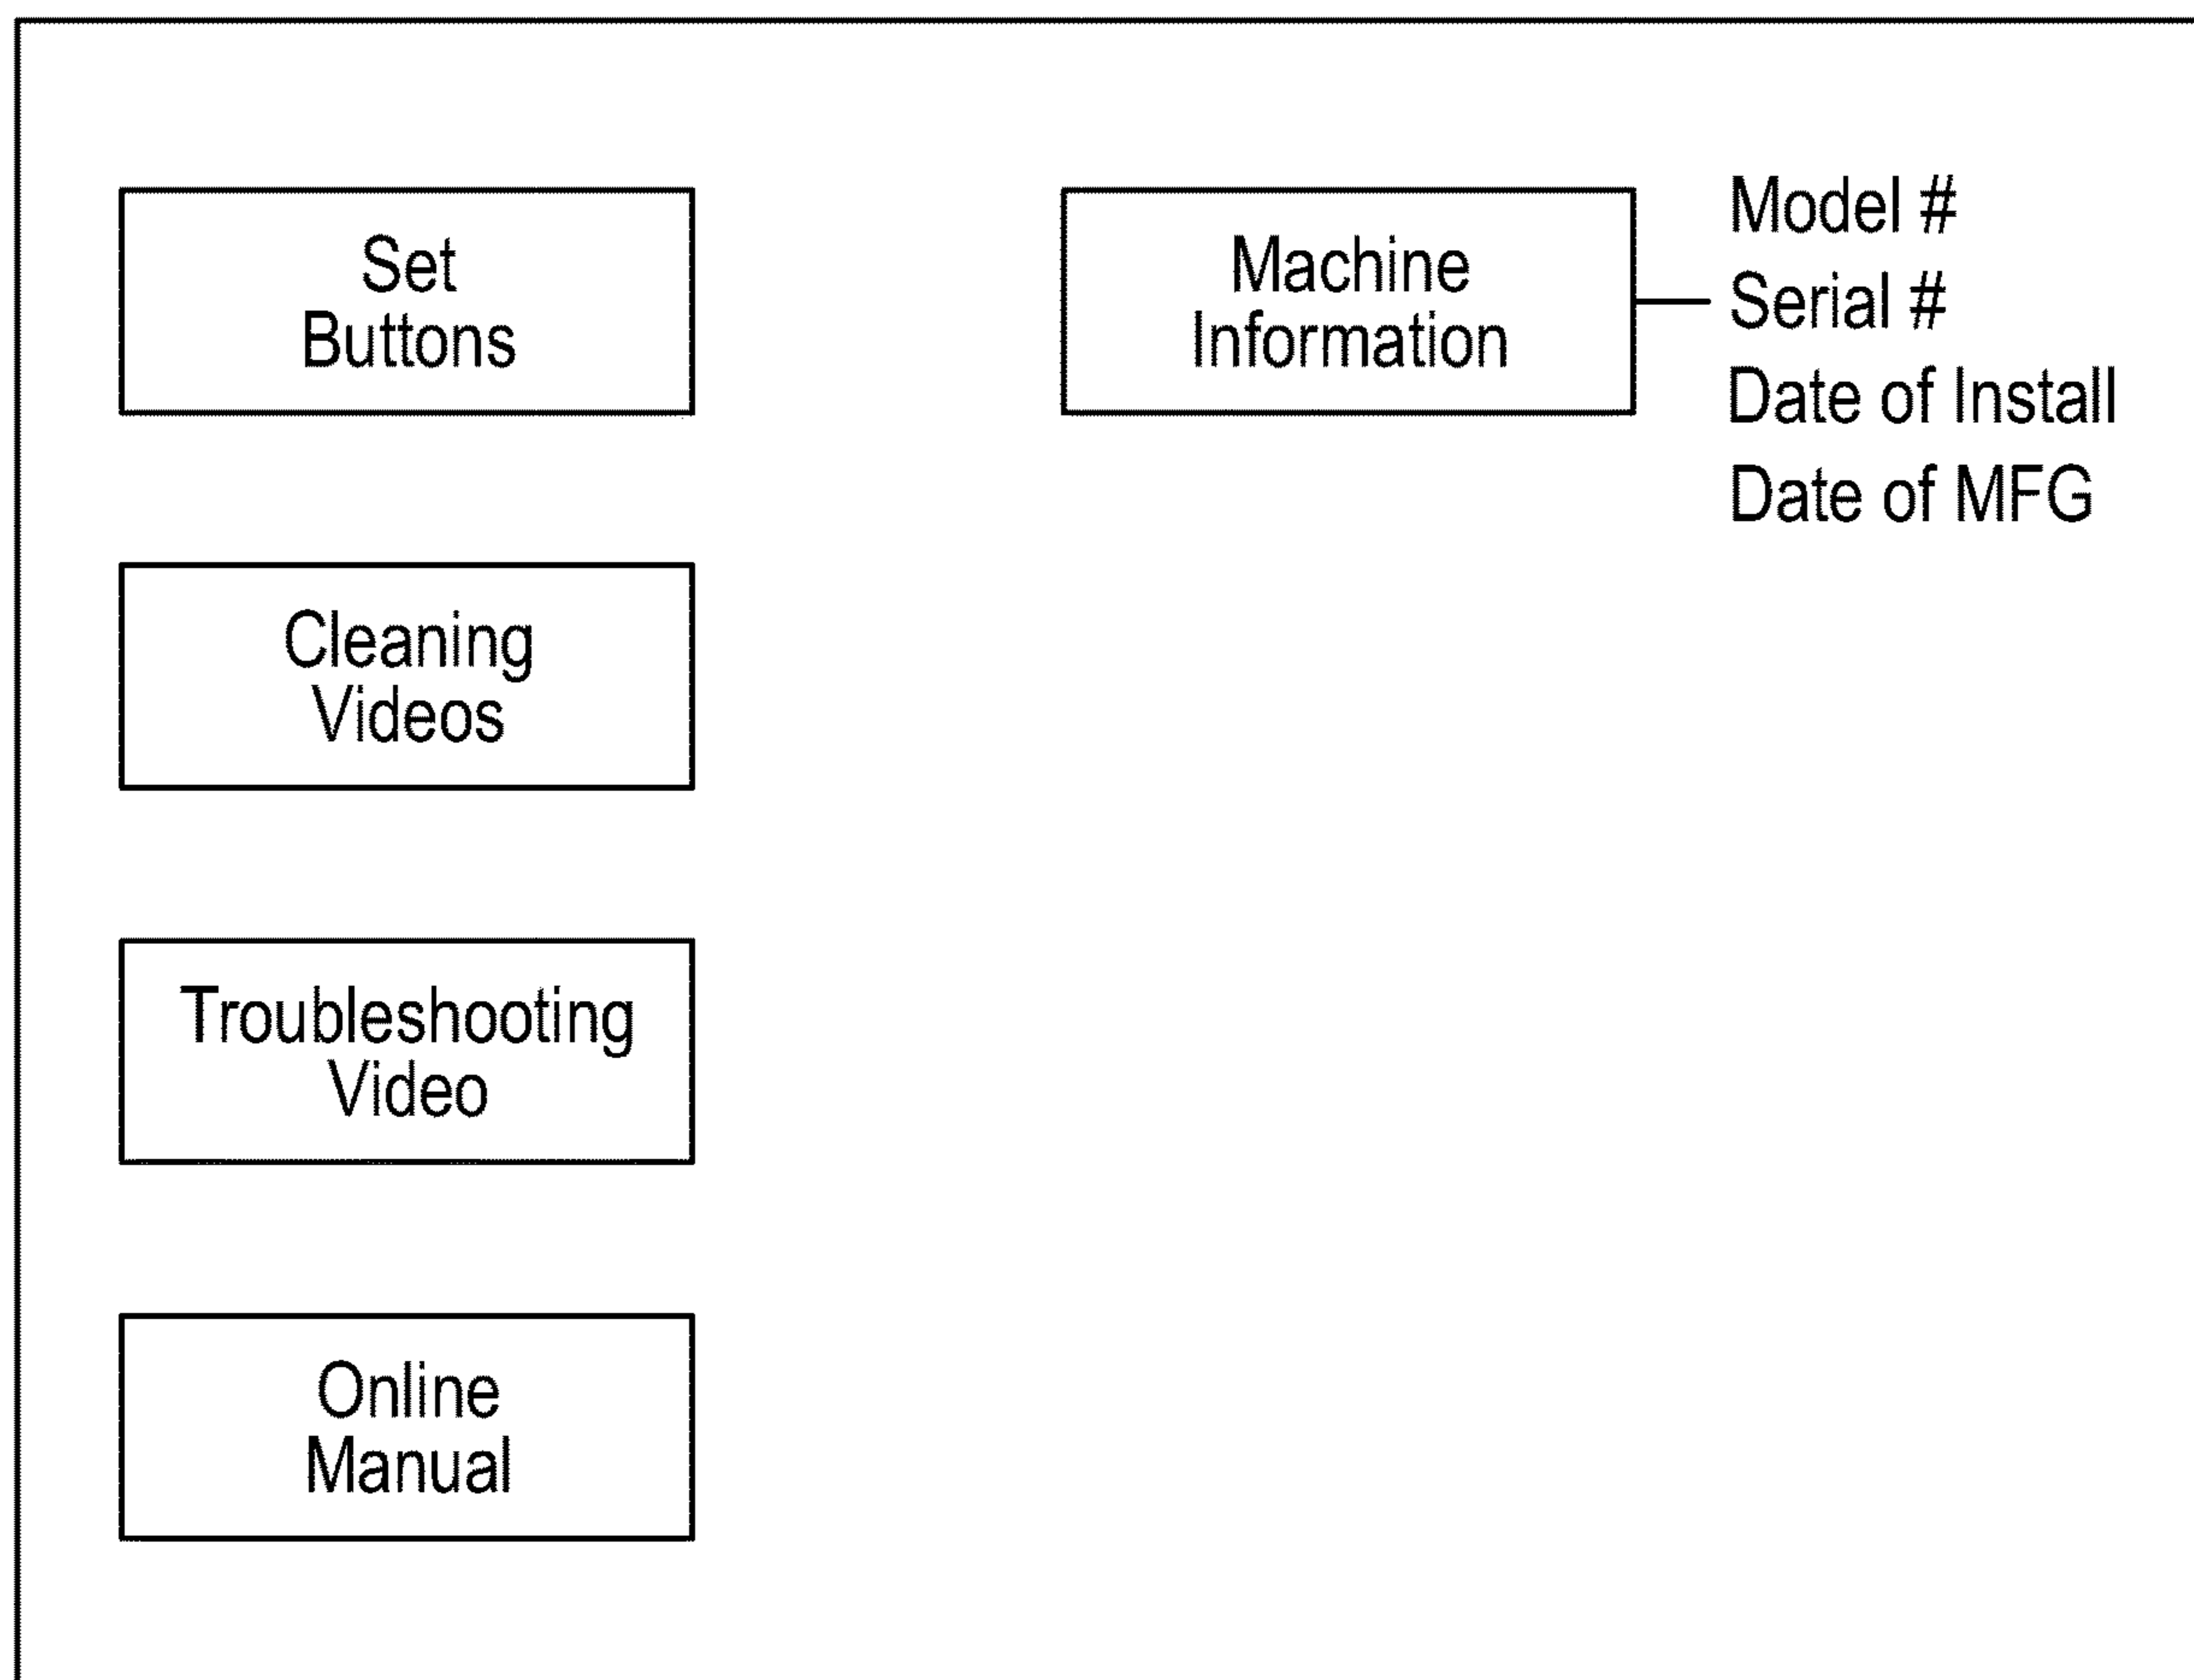 Set
Buttons
Machine
Information
Model #
Serial #
Date of Install
Date of MFG
Cleaning
Videos
Troubleshooting
Video
Online
Manual